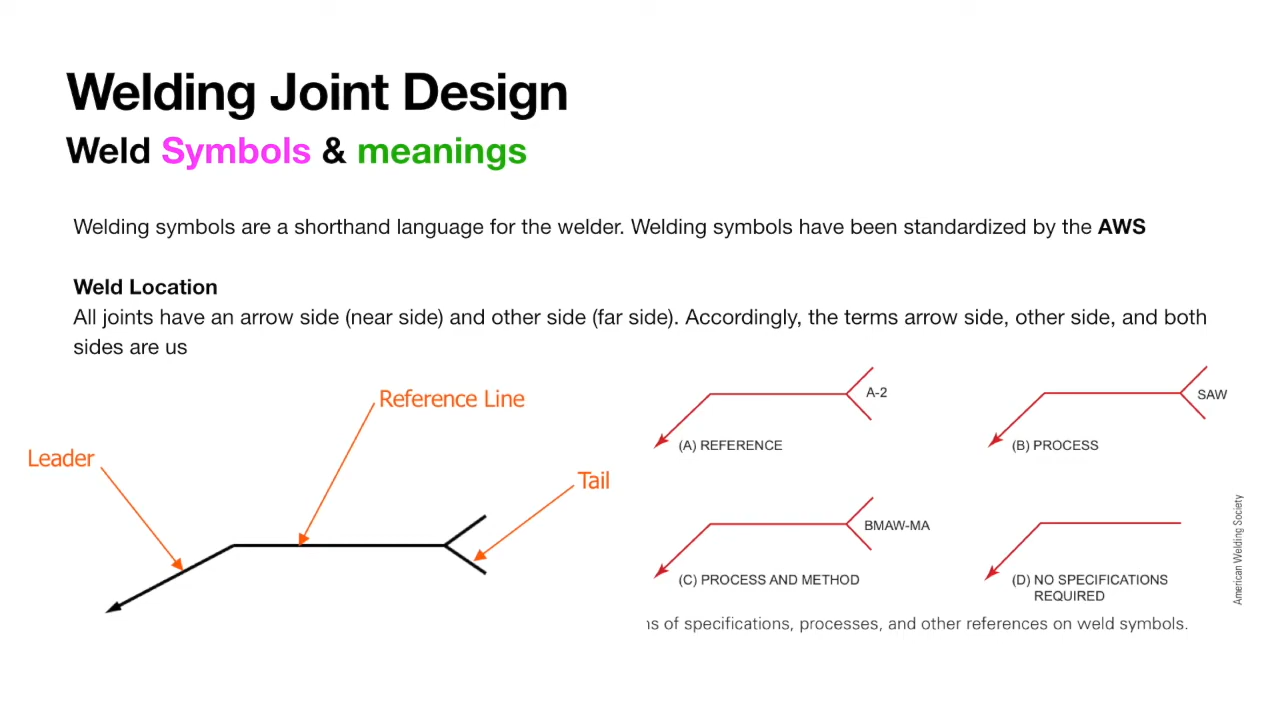 Welding Joint Design
Weld Symbols & meanings
Welding symbols are a shorthand language for the welder. Welding symbols have been standardized by the AWS
Weld Location
All joints have an arrow side (near side) and other side (far side). Accordingly, the terms arrow side, other side, and both
sides are us
Reference Line
Leader
Tail
A-2
(A) REFERENCE
SAW
(B) PROCESS
BMAW-MA
(C) PROCESS AND METHOD
(D) NO SPECIFICATIONS
REQUIRED
American Welding Society
of specifications, processes, and other references on weld symbols.